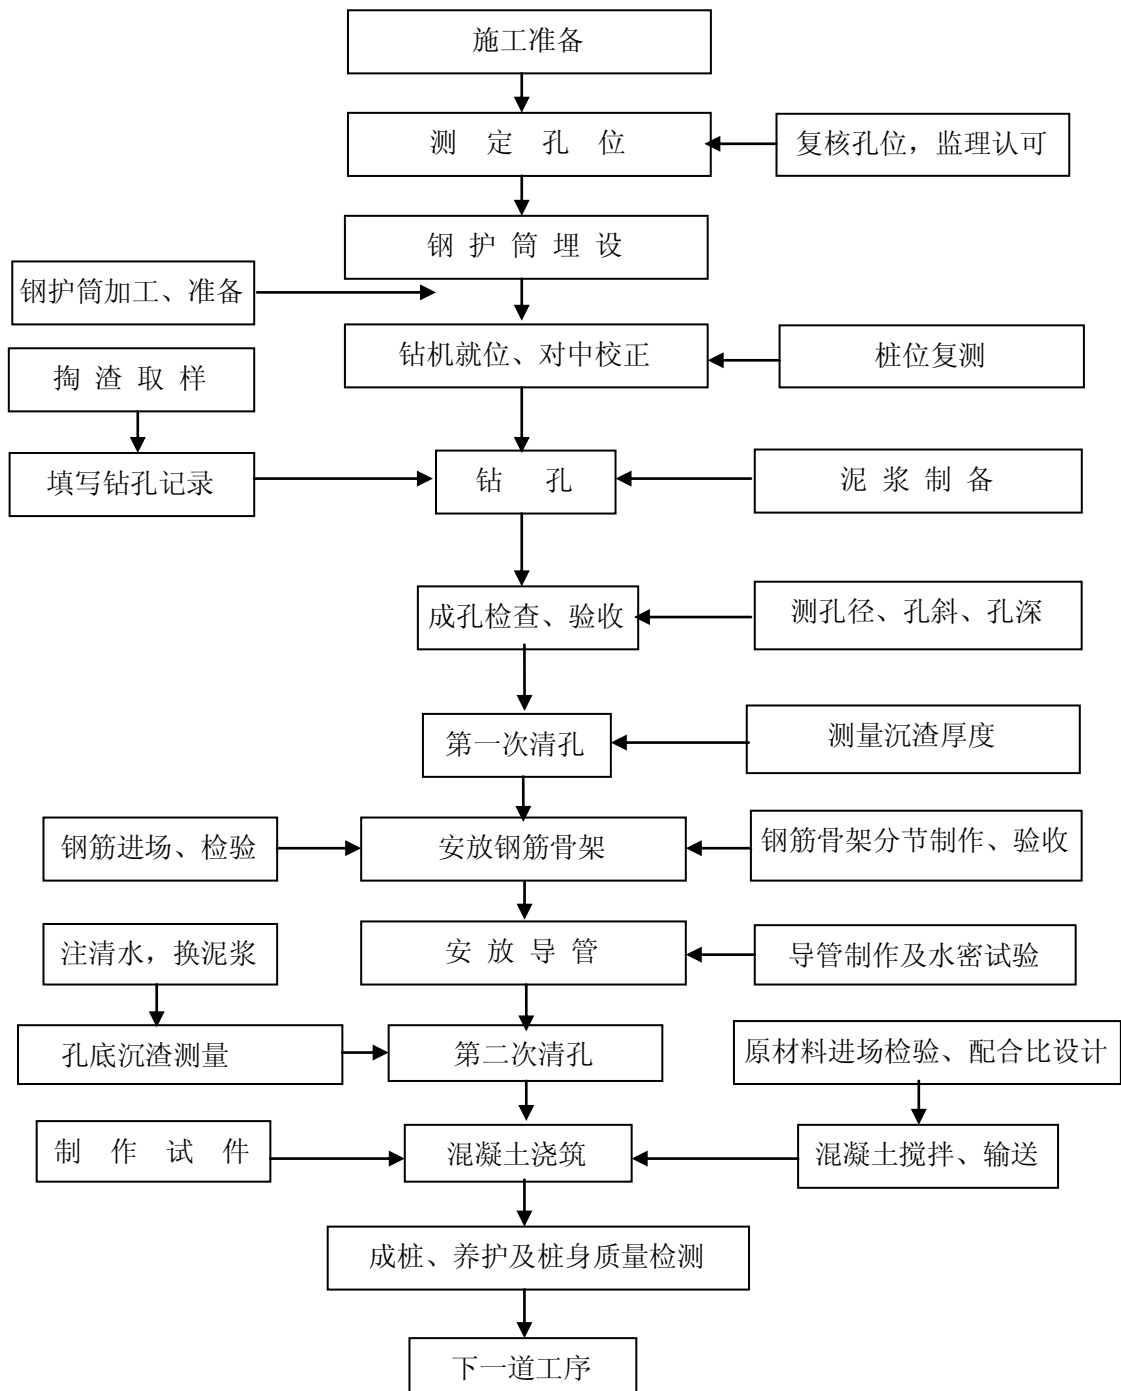 施工准备
测 定 孔 位
复核孔位，监理认可
钢 护 筒 埋 设
钢护筒加工、准备
钻机就位、对中校正
桩位复测
掏 渣 取 样
填写钻孔记录
钻 孔
泥 浆 制 备
成孔检查、验收
测孔径、孔斜、孔深
第一次清孔
测量沉渣厚度
钢筋进场、检验
安放钢筋骨架
钢筋骨架分节制作、验收
注清水，换泥浆
安 放 导 管
导管制作及水密试验
孔底沉渣测量
第二次清孔
原材料进场检验、配合比设计
制 作 试 件
混凝土浇筑
混凝土搅拌、输送
成桩、养护及桩身质量检测
下一道工序